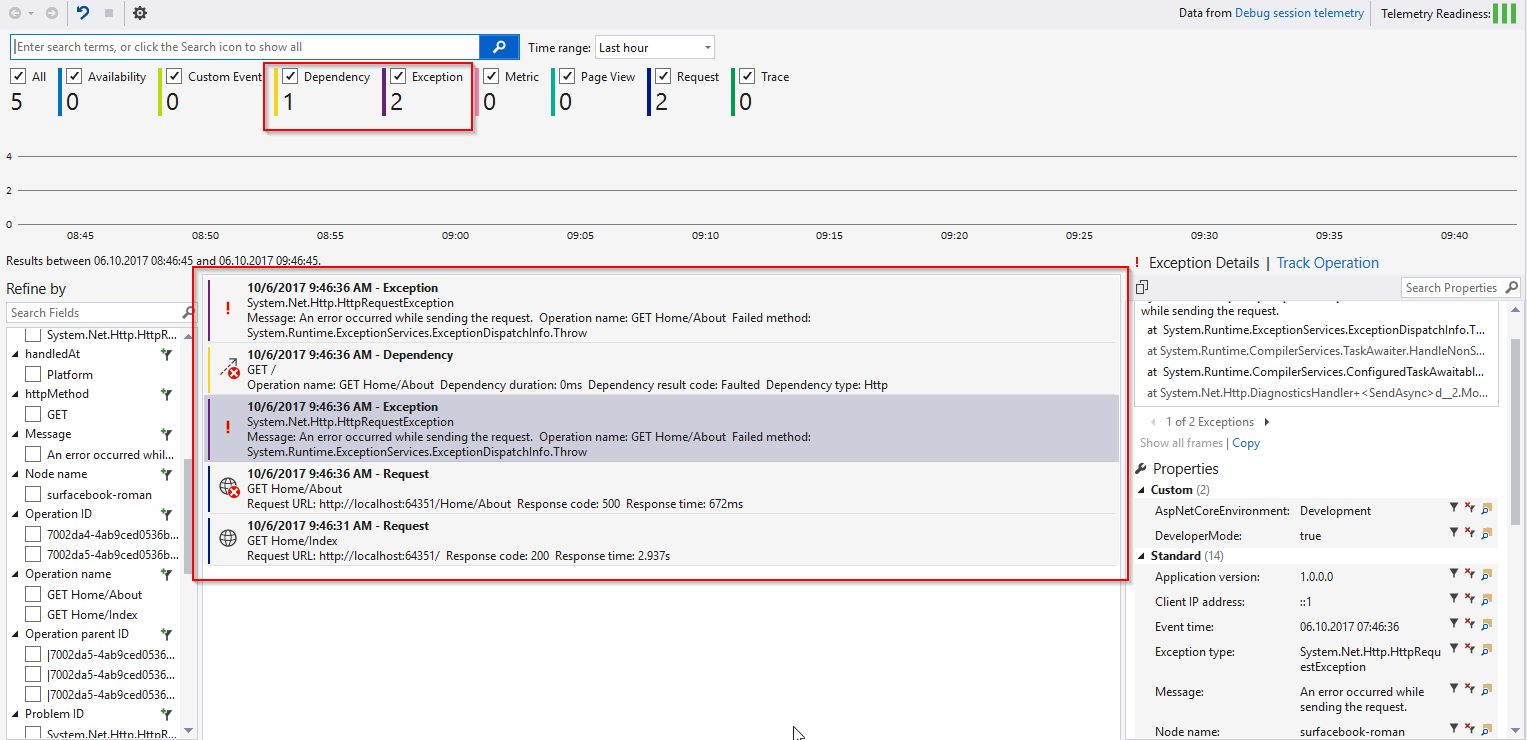 Data from Debug session telemetry Telemetry Readiness:
Enter search terms, or click the Search icon to show all Time range: Last hour
All Availability Custom Event Dependency Exception Metric Page View Request Trace
5 0 0 1 2 0 0 2 0
4
2
0
08:45 08:50 08:55 09:00 09:05 09:10 09:15 09:20 09:25 09:30 09:35 09:40
Results between 06.10.2017 08:46:45 and 06.10.2017 09:46:45.
Refine by
Search Fields
System.Net.Http.HttpR...
handledAt
Platform
httpMethod
GET
Message
An error occurred whil...
Node name
surfacebook-roman
Operation ID
7002da4-4ab9ced0536b...
7002da5-4ab9ced0536b...
Operation name
GET Home/About
GET Home/Index
Operation parent ID
|7002da5-4ab9ced0536...
|7002da5-4ab9ced0536...
|7002da5-4ab9ced0536...
Problem ID
System.Net.Http.HttpR...
10/6/2017 9:46:36 AM - Exception
System.Net.Http.HttpRequestException
Message: An error occurred while sending the request. Operation name: GET Home/About Failed method:
System.Runtime.ExceptionServices.ExceptionDispatchInfo.Throw
10/6/2017 9:46:36 AM - Dependency
GET /
Operation name: GET Home/About Dependency duration: 0ms Dependency result code: Faulted Dependency type: Http
10/6/2017 9:46:36 AM - Exception
System.Net.Http.HttpRequestException
Message: An error occurred while sending the request. Operation name: GET Home/About Failed method:
System.Runtime.ExceptionServices.ExceptionDispatchInfo.Throw
10/6/2017 9:46:36 AM - Request
GET Home/About
Request URL: http://localhost:64351/Home/About Response code: 500 Response time: 672ms
10/6/2017 9:46:31 AM - Request
GET Home/Index
Request URL: http://localhost:64351/ Response code: 200 Response time: 2.937s
Exception Details | Track Operation
Search Properties
while sending the request.
at System.Runtime.ExceptionServices.ExceptionDispatchInfo.T...
at System.Runtime.CompilerServices.TaskAwaiter.HandleNonS...
at System.Runtime.CompilerServices.ConfiguredTaskAwaitabl...
at System.Net.Http.DiagnosticsHandler+<SendAsync>d__2.Mo...
1 of 2 Exceptions
Show all frames | Copy
Properties
Custom (2)
AspNetCoreEnvironment: Development
DeveloperMode: true
Standard (14)
Application version: 1.0.0.0
Client IP address: ::1
Event time: 06.10.2017 07:46:36
Exception type: System.Net.Http.HttpRequ
estException
Message: An error occurred while
sending the request.
Node name: surfacebook-roman